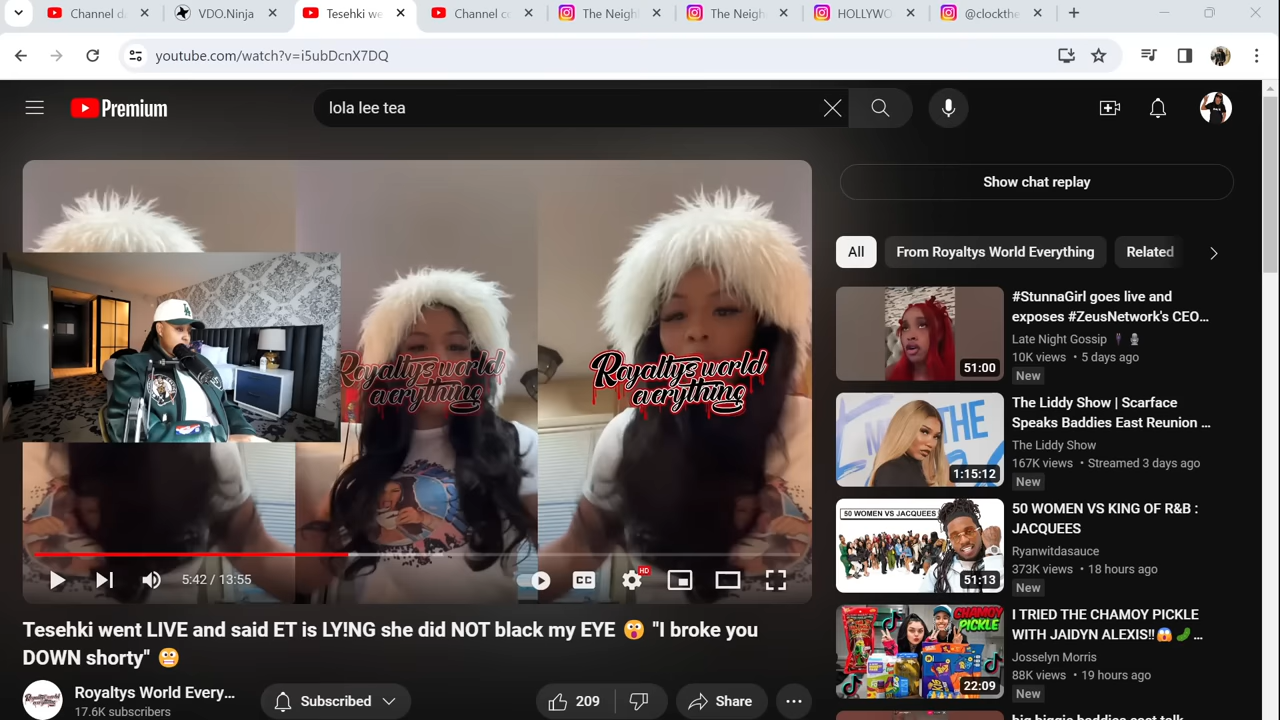 Channel d
VDO.Ninja
Tesehki we
Channel c
The Neigh
The Neigh
HOLLYWO
@clockthe
youtube.com/watch?v=i5ubDcnX7DQ
Premium
lola lee tea
Show chat replay
All
From Royaltys World Everything
Related
Royaltys world
everything
Royaltys world
everything
#StunnaGirl goes live and
exposes #ZeusNetwork's CEO...
Late Night Gossip
10K views • 5 days ago
New
51:00
The Liddy Show | Scarface
Speaks Baddies East Reunion ...
The Liddy Show
167K views • Streamed 3 days ago
New
1:15:12
50 WOMEN VS JACQUEES
50 WOMEN VS KING OF R&B :
JACQUEES
Ryanwitdasauce
373K views • 18 hours ago
New
51:13
CHAMOY
PICKLE
I TRIED THE CHAMOY PICKLE
WITH JAIDYN ALEXIS!!😱🥒...
Josselyn Morris
88K views • 19 hours ago
New
22:09
5:42 / 13:55
CC
HD
Tesehki went LIVE and said ET is LY!NG she did NOT black my EYE 😲 "I broke you
DOWN shorty" 😬
Royaltys World Every...
17.6K subscribers
Subscribed
209
Share